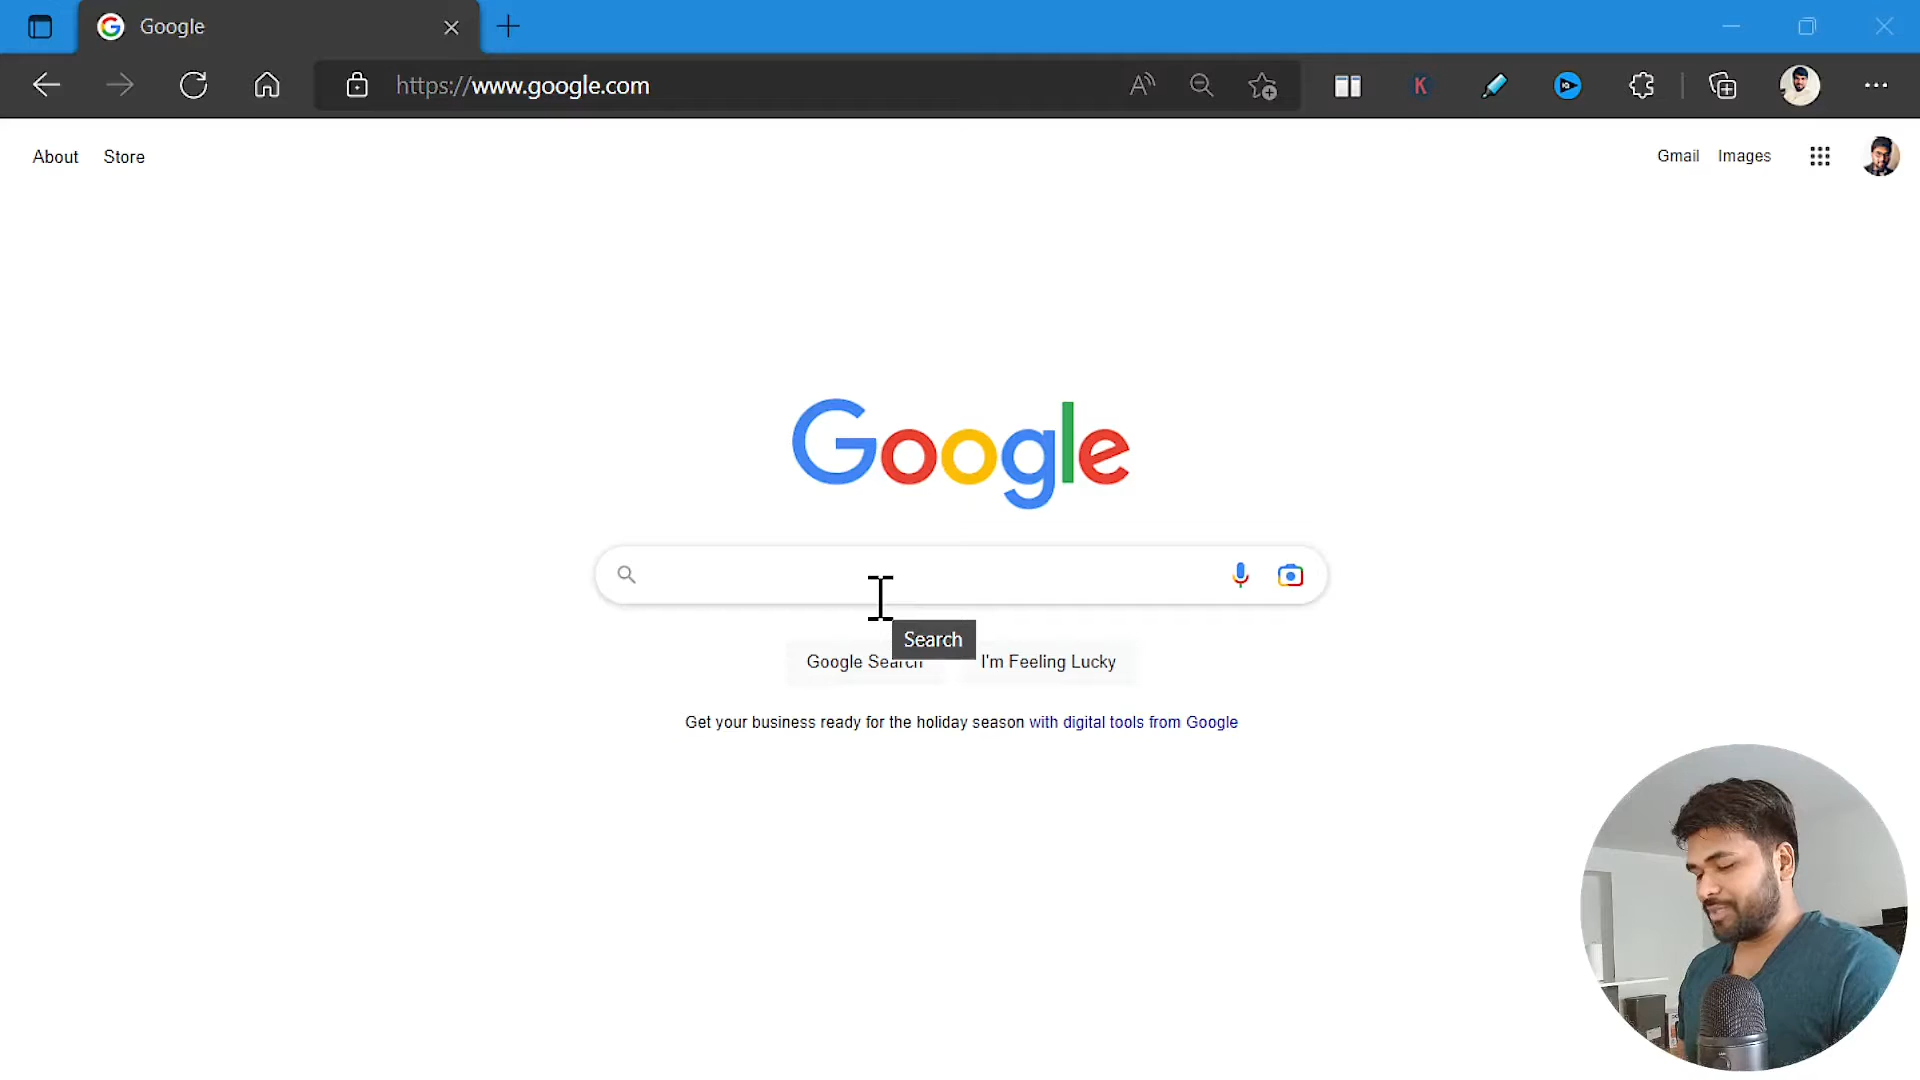 Google
https://www.google.com
K
About Store
Gmail Images
Google
Search
Google Search I'm Feeling Lucky
Get your business ready for the holiday season with digital tools from Google